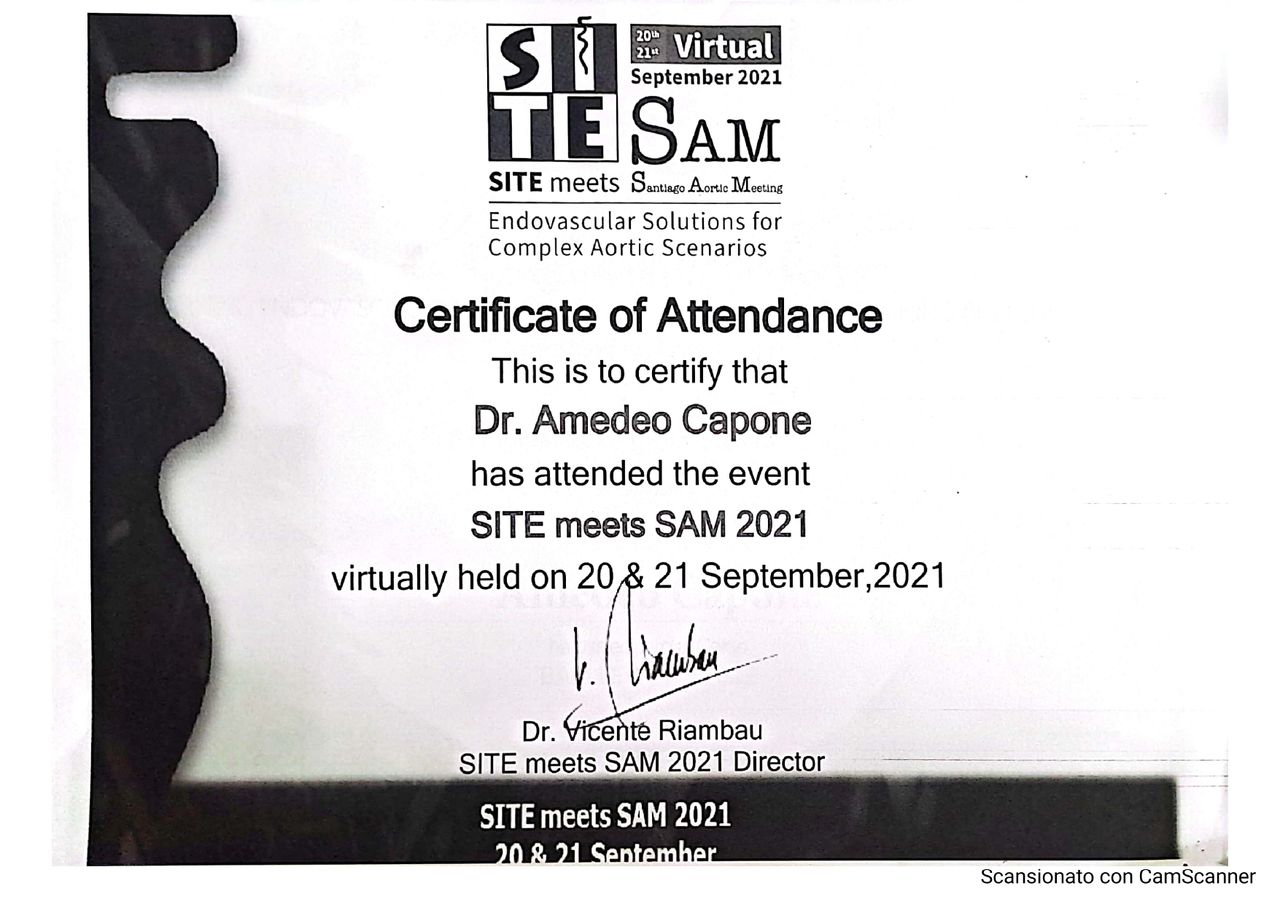 SITE
20th
21st
Virtual
September 2021
SAM
SITE meets Santiago Aortic Meeting
Endovascular Solutions for
Complex Aortic Scenarios
Certificate of Attendance
This is to certify that
Dr. Amedeo Capone
has attended the event
SITE meets SAM 2021
virtually held on 20 & 21 September,2021
V. Riambau
Dr. Vicente Riambau
SITE meets SAM 2021 Director
SITE meets SAM 2021
20 & 21 September
Scansionato con CamScanner